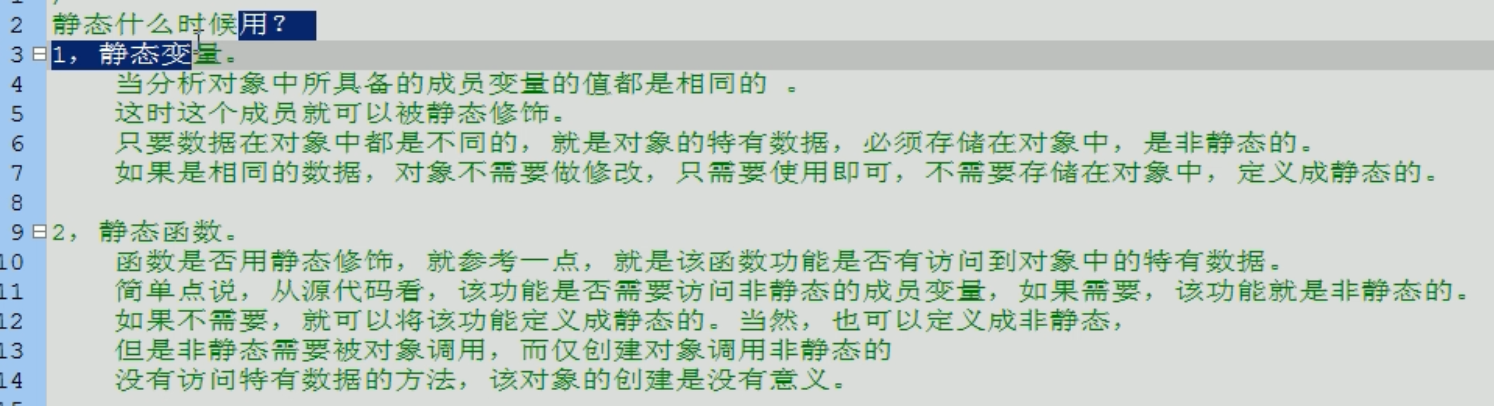 2 静态什么时候用?
3 1, 静态变量。
4 当分析对象中所具备的成员变量的值都是相同的 。
5 这时这个成员就可以被静态修饰。
6 只要数据在对象中都是不同的, 就是对象的特有数据, 必须存储在对象中, 是非静态的。
7 如果是相同的数据, 对象不需要做修改, 只需要使用即可, 不需要存储在对象中, 定义成静态的。
8
9 2, 静态函数。
10 函数是否用静态修饰, 就参考一点, 就是该函数功能是否有访问到对象中的特有数据。
11 简单点说, 从源代码看, 该功能是否需要访问非静态的成员变量, 如果需要, 该功能就是非静态的。
12 如果不需要, 就可以将该功能定义成静态的。当然, 也可以定义成非静态,
13 但是非静态需要被对象调用, 而仅创建对象调用非静态的
14 没有访问特有数据的方法, 该对象的创建是没有意义。